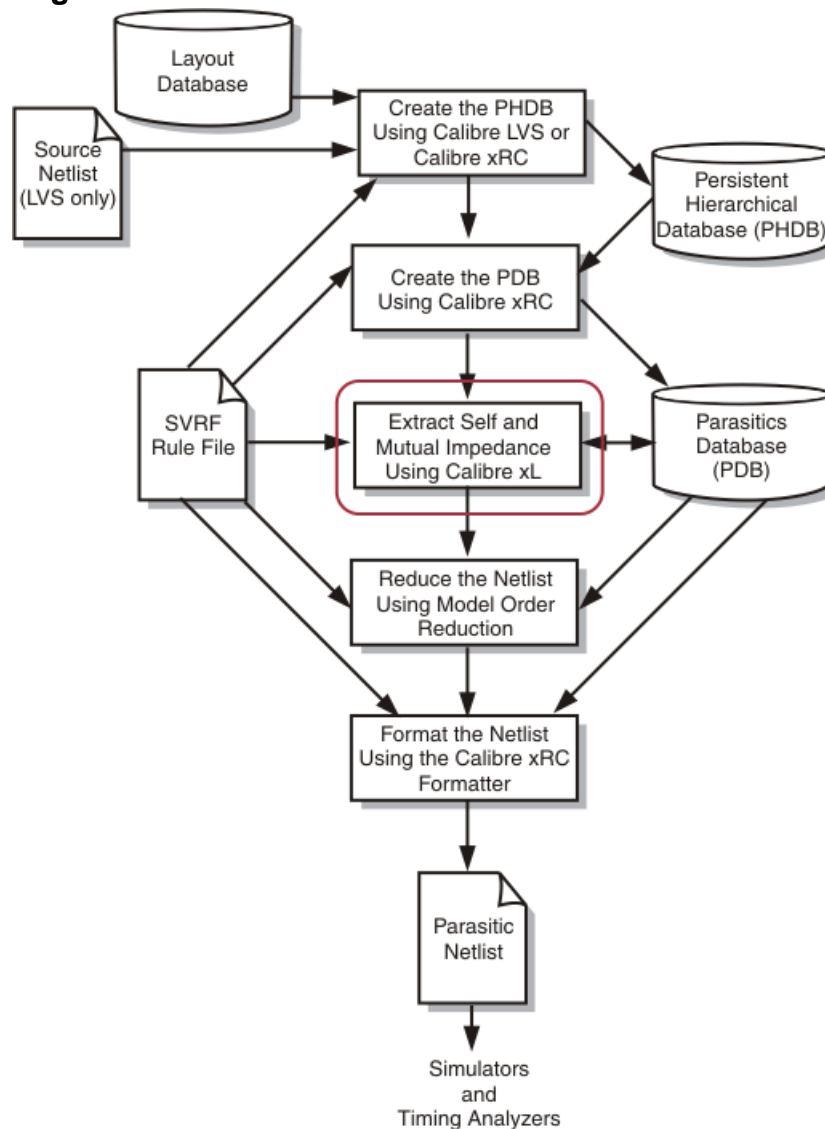 Layout
Database
Create the PHDB
Using Calibre LVS or
Calibre xRC
Source
Netlist
(LVS only)
Persistent
Hierarchical
Database (PHDB)
Create the PDB
Using Calibre xRC
SVRF
Rule File
Extract Self and
Mutual Impedance
Using Calibre xL
Parasitics
Database
(PDB)
Reduce the Netlist
Using Model Order
Reduction
Format the Netlist
Using the Calibre xRC
Formatter
Parasitic
Netlist
Simulators
and
Timing Analyzers